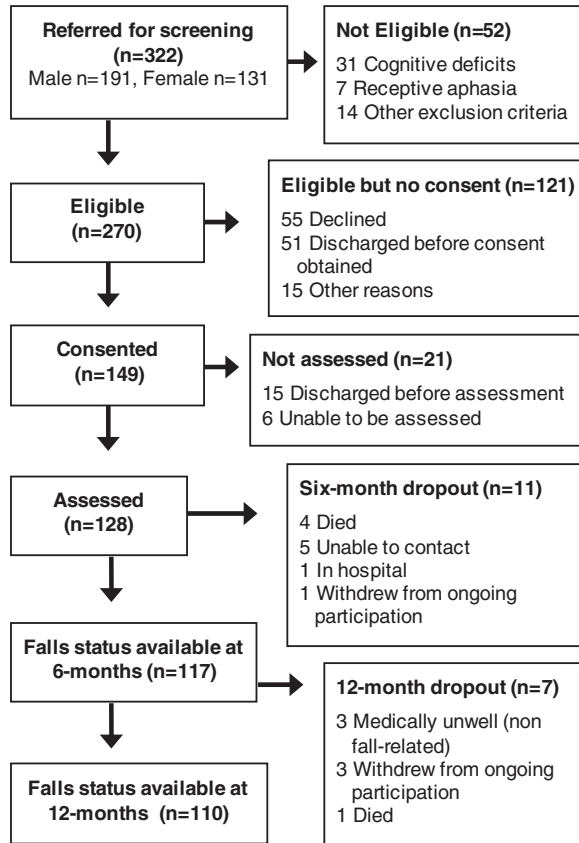 Referred for screening
(n=322)
Male n=191, Female n=131
Not Eligible (n=52)
31 Cognitive deficits
7 Receptive aphasia
14 Other exclusion criteria
Eligible
(n=270)
Eligible but no consent (n=121)
55 Declined
51 Discharged before consent
obtained
15 Other reasons
Consented
(n=149)
Not assessed (n=21)
15 Discharged before assessment
6 Unable to be assessed
Assessed
(n=128)
Six-month dropout (n=11)
4 Died
5 Unable to contact
1 In hospital
1 Withdrew from ongoing
participation
Falls status available at
6-months (n=117)
12-month dropout (n=7)
3 Medically unwell (non
fall-related)
3 Withdrew from ongoing
participation
1 Died
Falls status available at
12-months (n=110)